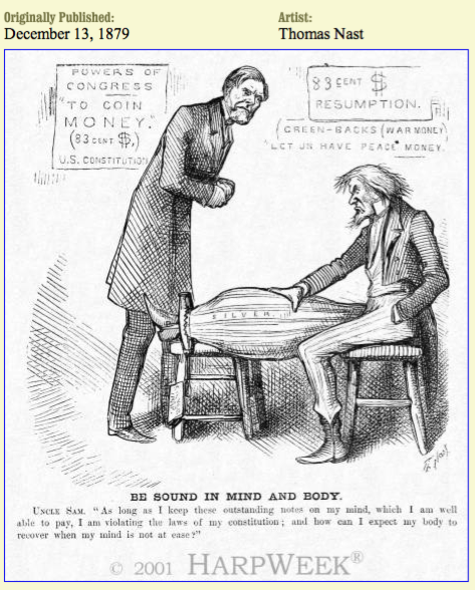 Originally Published:
Artist:
December 13, 1879
Thomas Nast
POWERS OF
CONGRESS
"TO COIN
MONEY."
(83 CENT $,)
U.S. CONSTITUTION
83 CENT $
RESUMPTION.
GREEN-BACKS (WAR MONEY)
"LET US HAVE PEACE" MONEY.
SILVER.
Th. Nast
BE SOUND IN MIND AND BODY.
UNCLE SAM. "As long as I keep these outstanding notes on my mind, which I am well
able to pay, I am violating the laws of my constitution; and how can I expect my body to
recover when my mind is not at ease?"
© 2001 HARPWEEK®